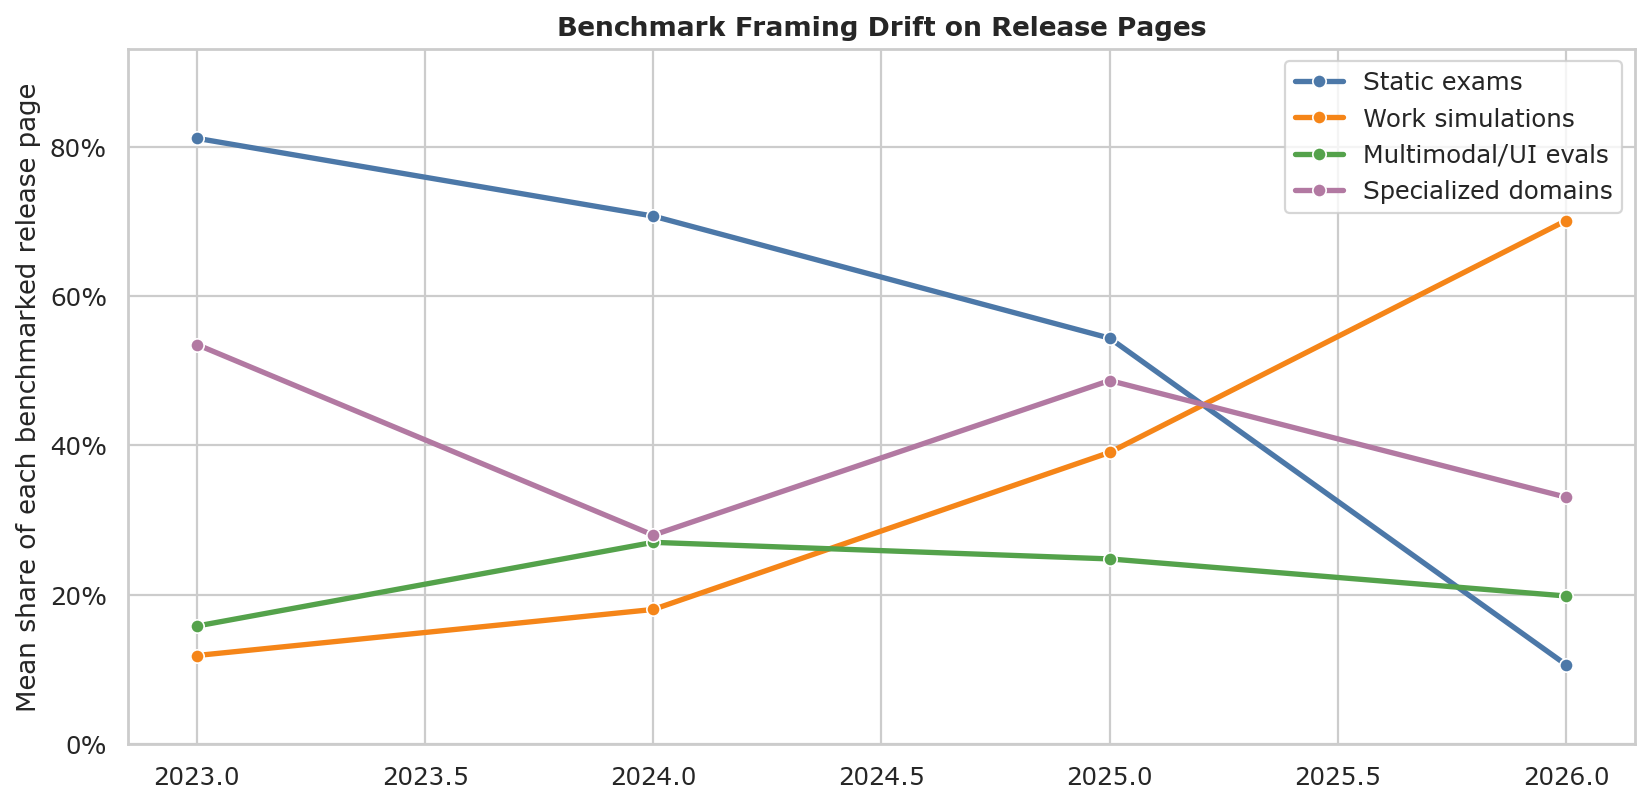 Benchmark Framing Drift on Release Pages
Mean share of each benchmarked release page
80%
60%
40%
20%
0%
Static exams
Work simulations
Multimodal/UI evals
Specialized domains
2023.0
2023.5
2024.0
2024.5
2025.0
2025.5
2026.0